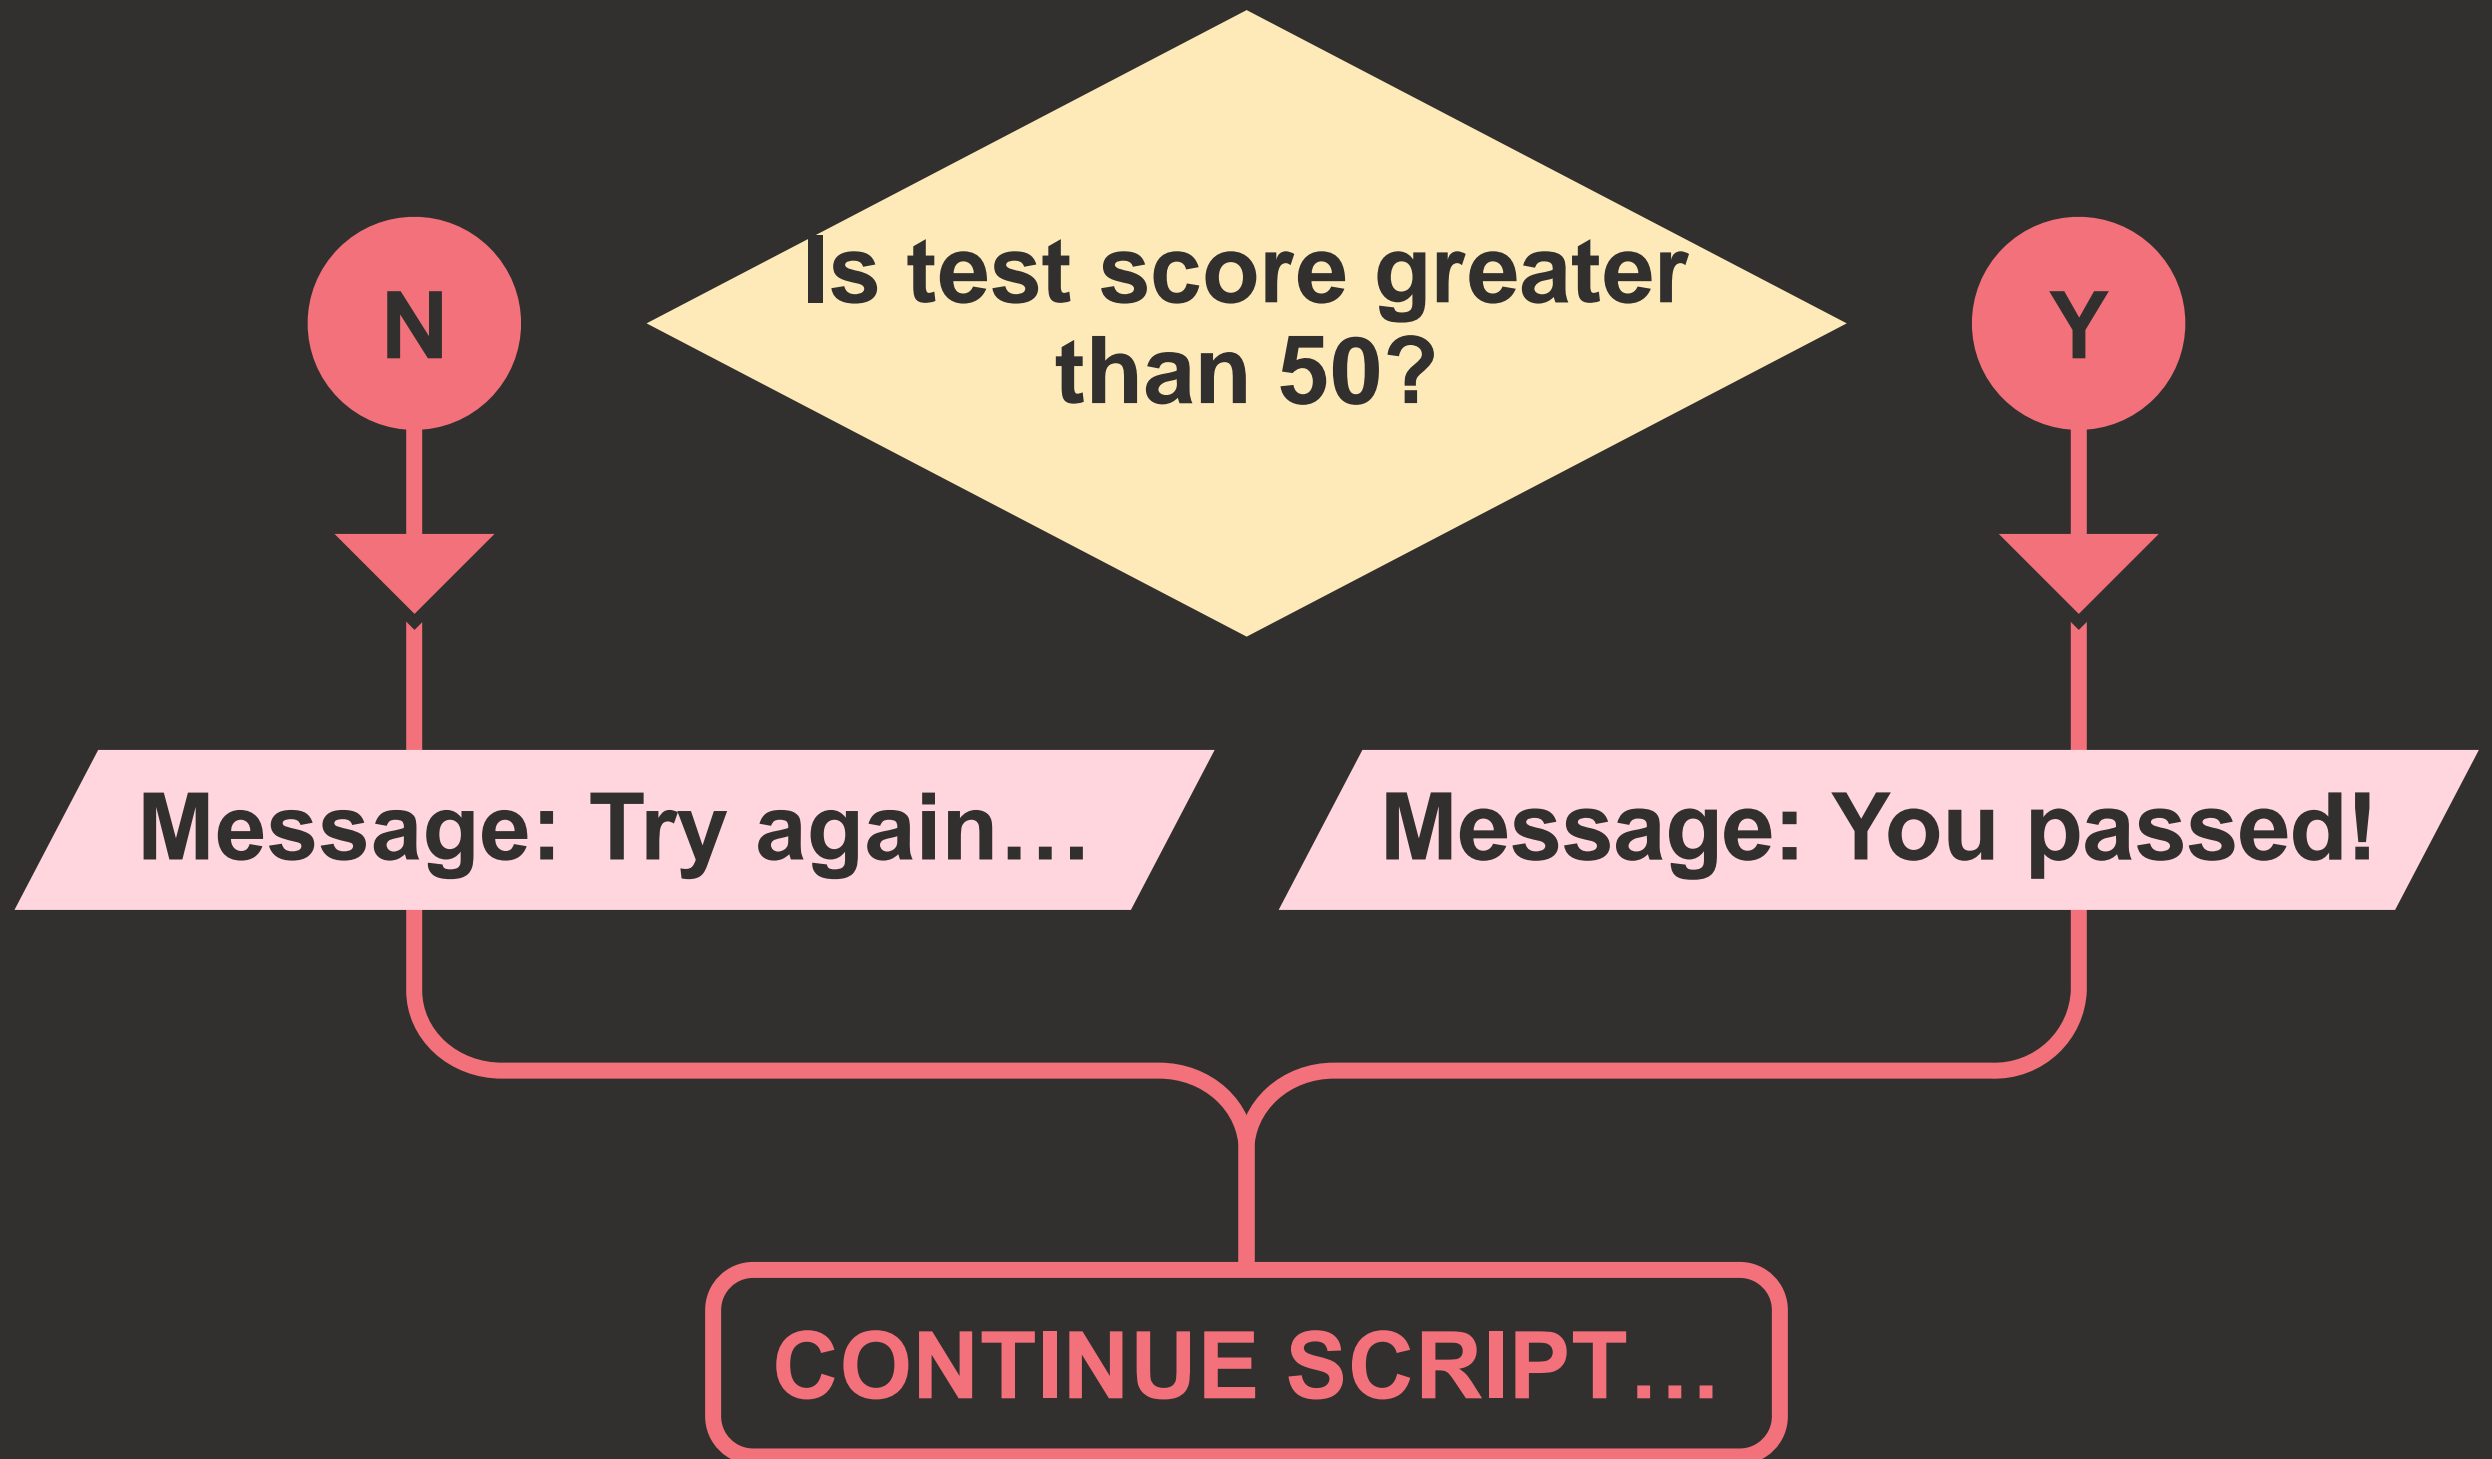 Is test score greater
than 50?
N
Y
Message: Try again...
Message: You passed!
CONTINUE SCRIPT...